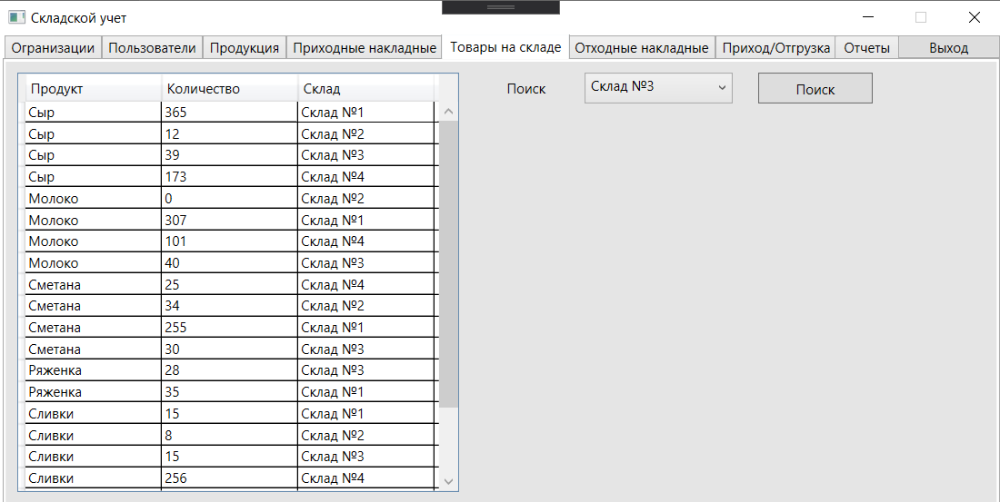 Складской учет
Огранизации Пользователи Продукция Приходные накладные Товары на складе Отходные накладные Приход/Отгрузка Отчеты Выход
Продукт Количество Склад
Сыр 365 Склад №1
Сыр 12 Склад №2
Сыр 39 Склад №3
Сыр 173 Склад №4
Молоко 0 Склад №2
Молоко 307 Склад №1
Молоко 101 Склад №4
Молоко 40 Склад №3
Сметана 25 Склад №4
Сметана 34 Склад №2
Сметана 255 Склад №1
Сметана 30 Склад №3
Ряженка 28 Склад №3
Ряженка 35 Склад №1
Сливки 15 Склад №1
Сливки 8 Склад №2
Сливки 15 Склад №3
Сливки 256 Склад №4
Поиск Склад №3 Поиск